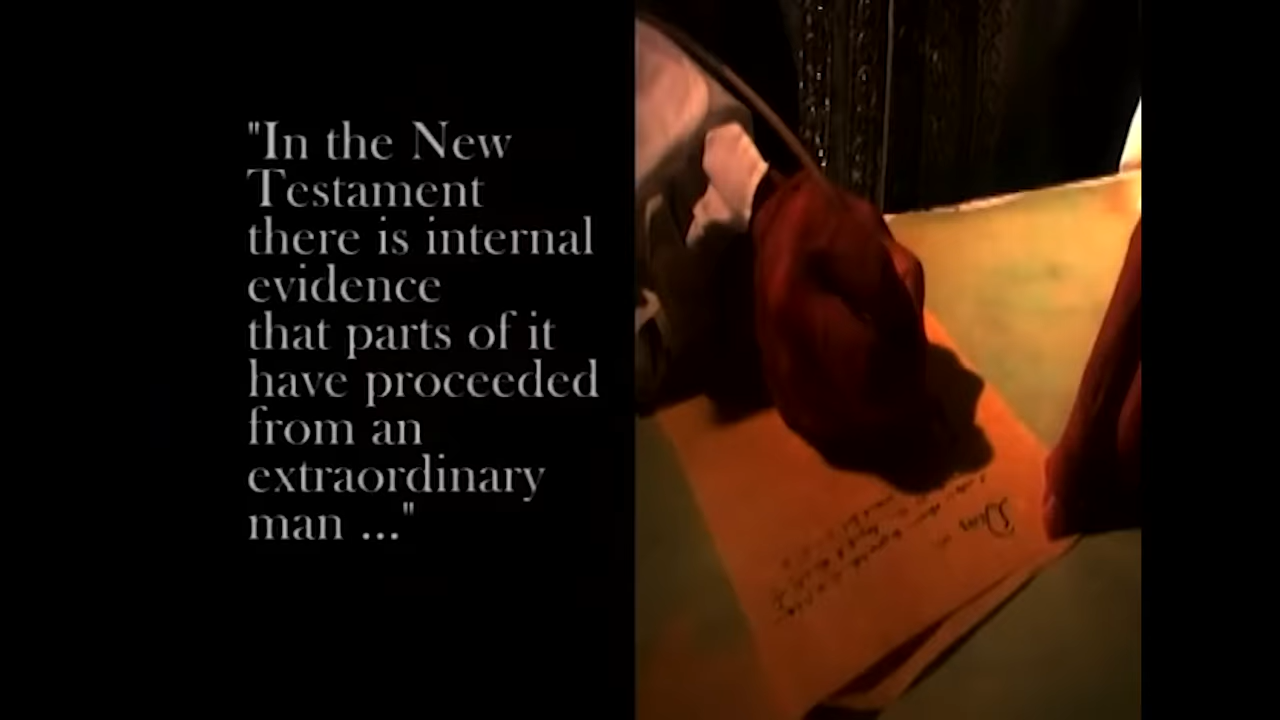 "In the New
Testament
there is internal
evidence
that parts of it
have proceeded
from an
extraordinary
man ..."